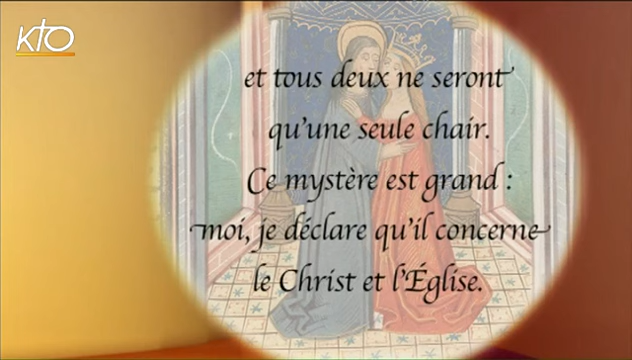 KTO
et tous deux ne seront
qu'une seule chair.
Ce mystère est grand :
moi, je déclare qu'il concerne
le Christ et l'Église.